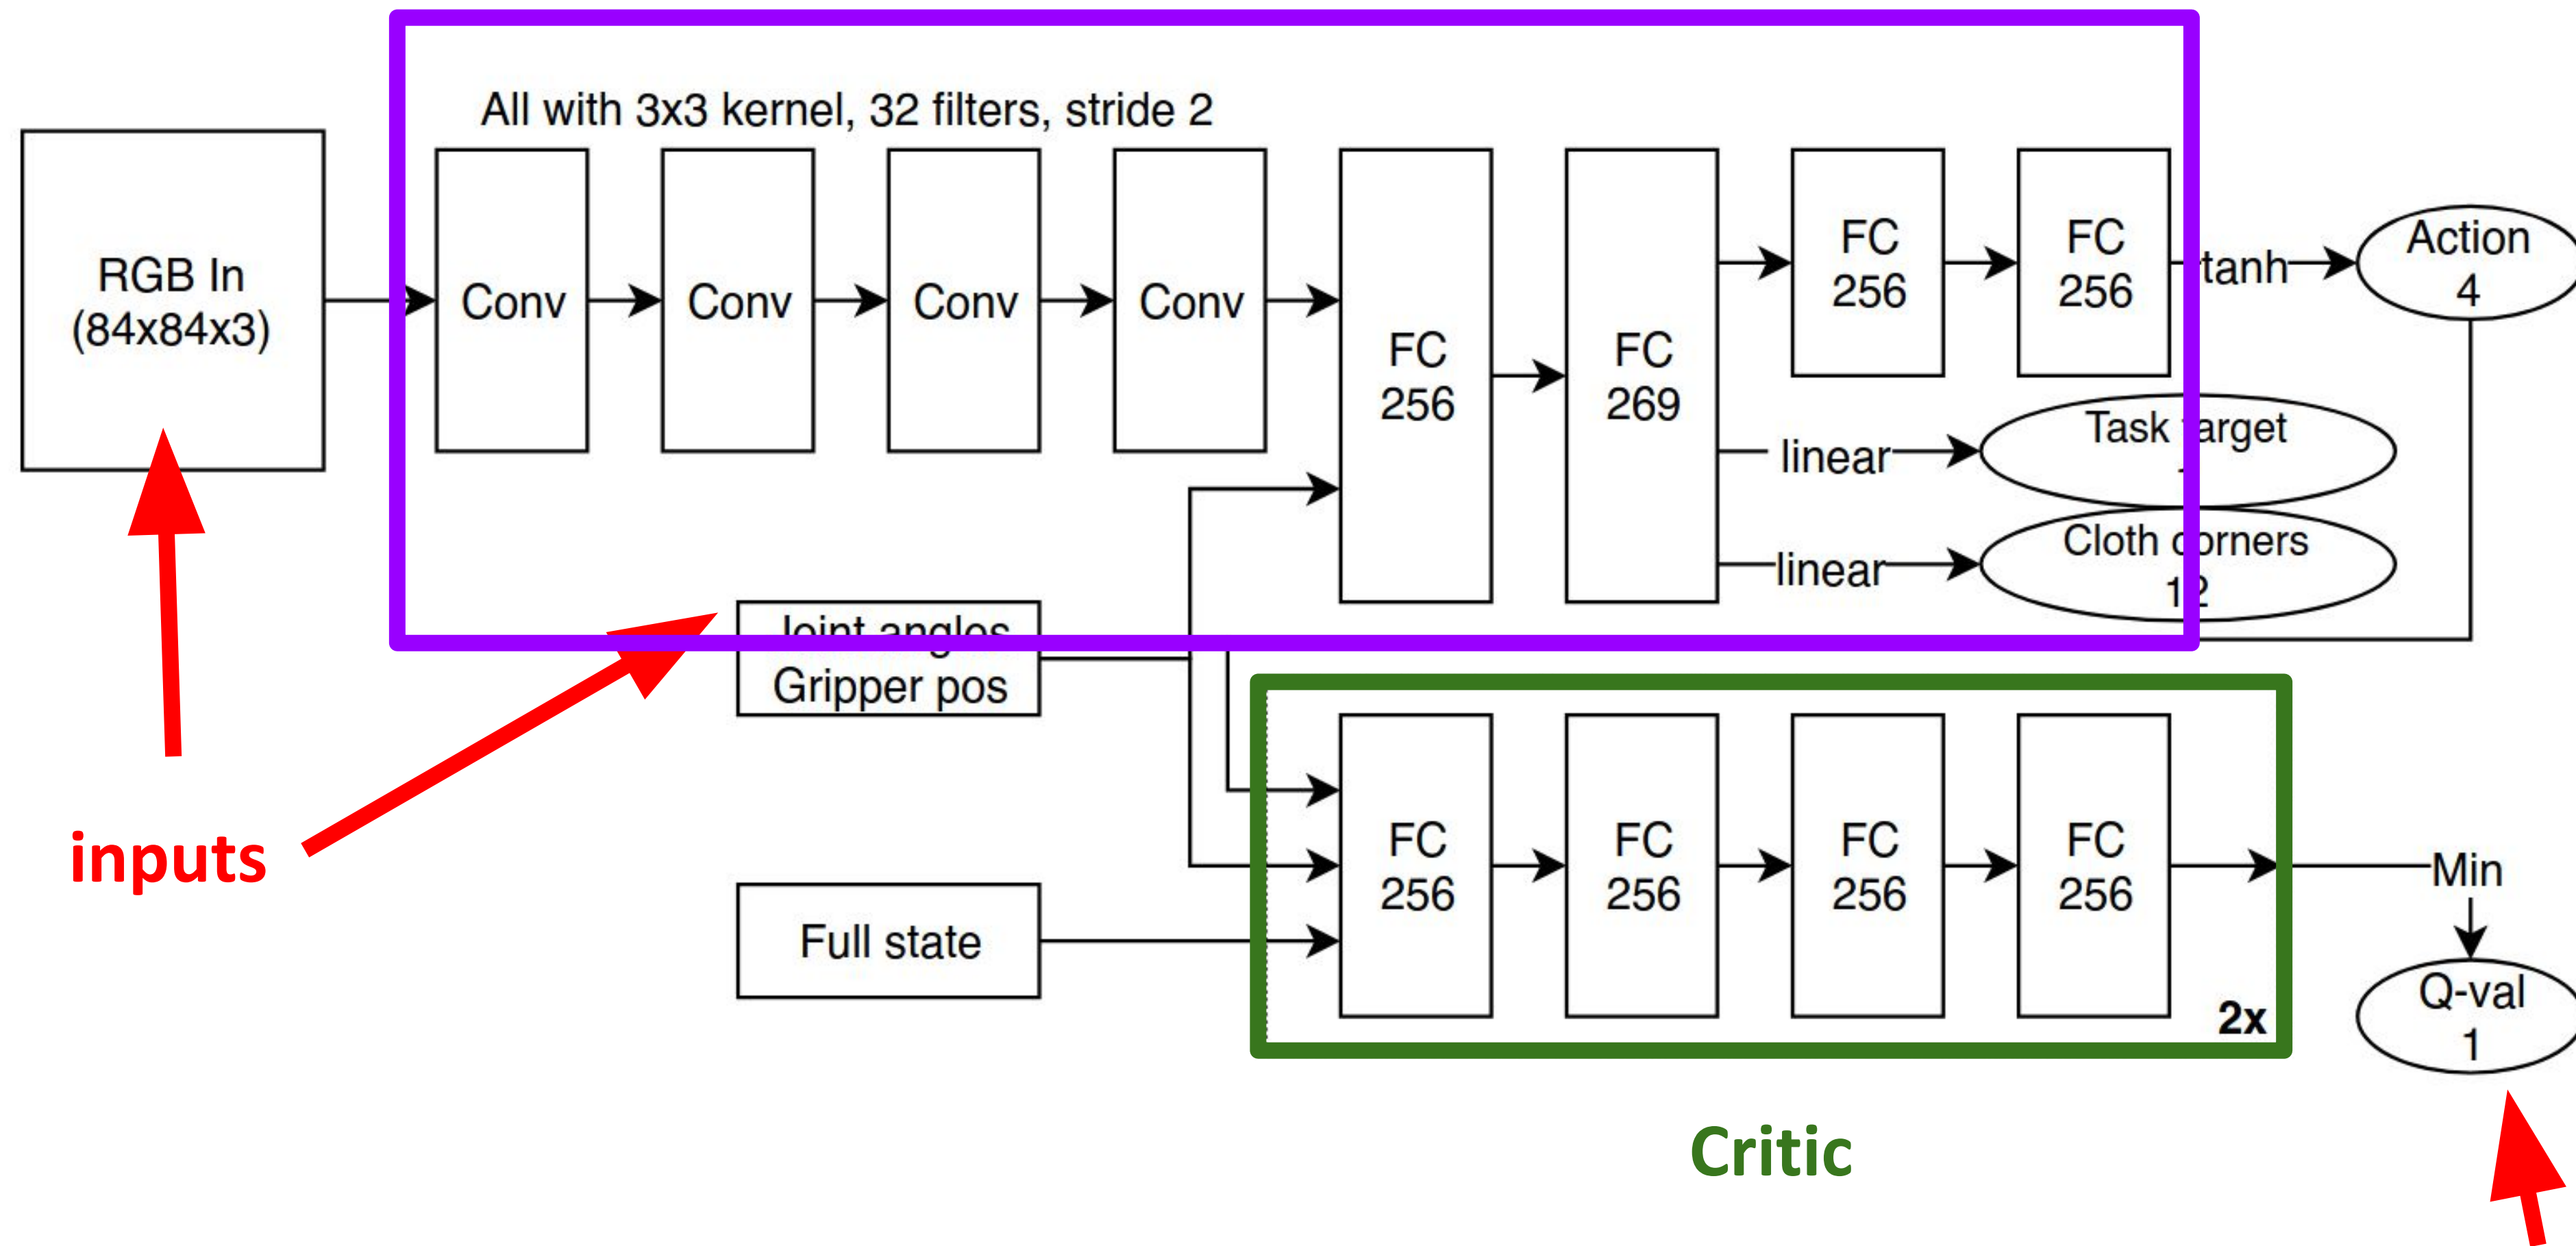 All with 3x3 kernel, 32 filters, stride 2
RGB In
(84x84x3)
Conv
Conv
Conv
Conv
FC
256
FC
269
FC
256
FC
256
tanh
Action
4
linear
Task target
linear
Cloth corners
12
Joint angles
Gripper pos
inputs
Full state
FC
256
FC
256
FC
256
FC
256
2x
Min
Q-val
1
Critic